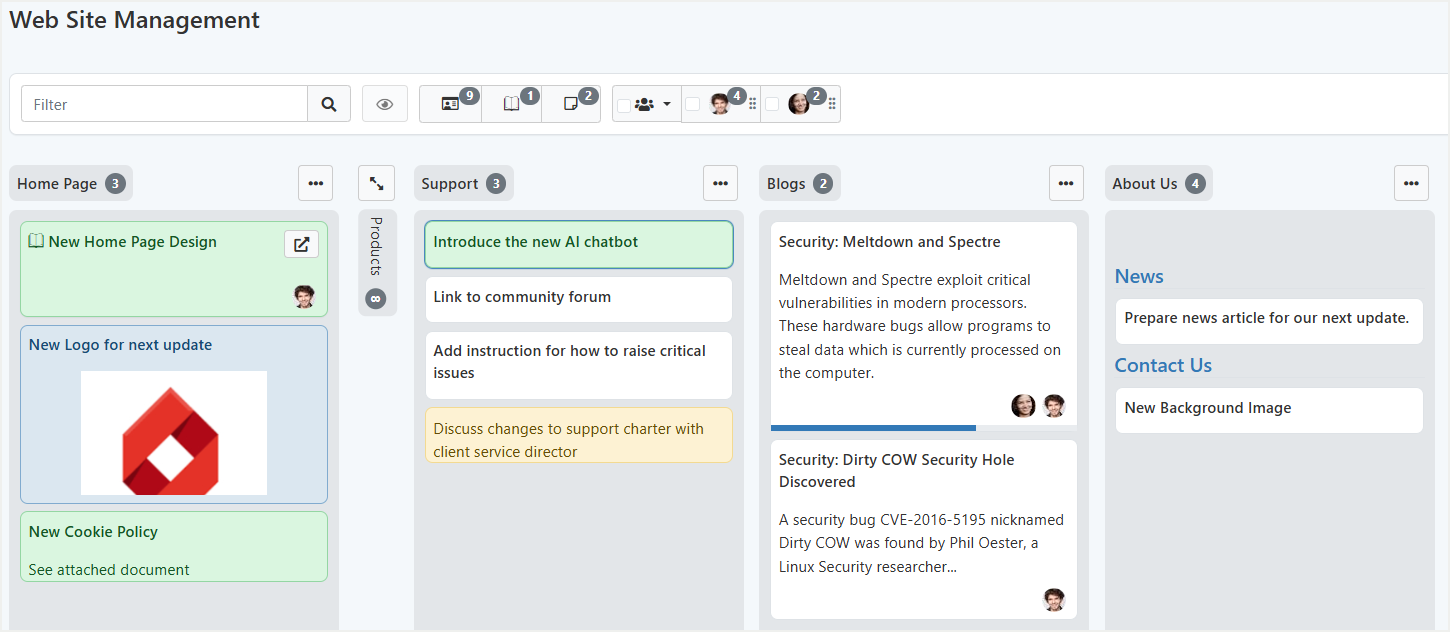 Web Site Management
Filter
9
1
2
4
2
Home Page 3
Products
8
Support 3
Blogs 2
About Us 4
New Home Page Design
New Logo for next update
New Cookie Policy
See attached document
Introduce the new AI chatbot
Link to community forum
Add instruction for how to raise critical
issues
Discuss changes to support charter with
client service director
Security: Meltdown and Spectre
Meltdown and Spectre exploit critical
vulnerabilities in modern processors.
These hardware bugs allow programs to
steal data which is currently processed on
the computer.
Security: Dirty COW Security Hole
Discovered
A security bug CVE-2016-5195 nicknamed
Dirty COW was found by Phil Oester, a
Linux Security researcher...
News
Prepare news article for our next update.
Contact Us
New Background Image